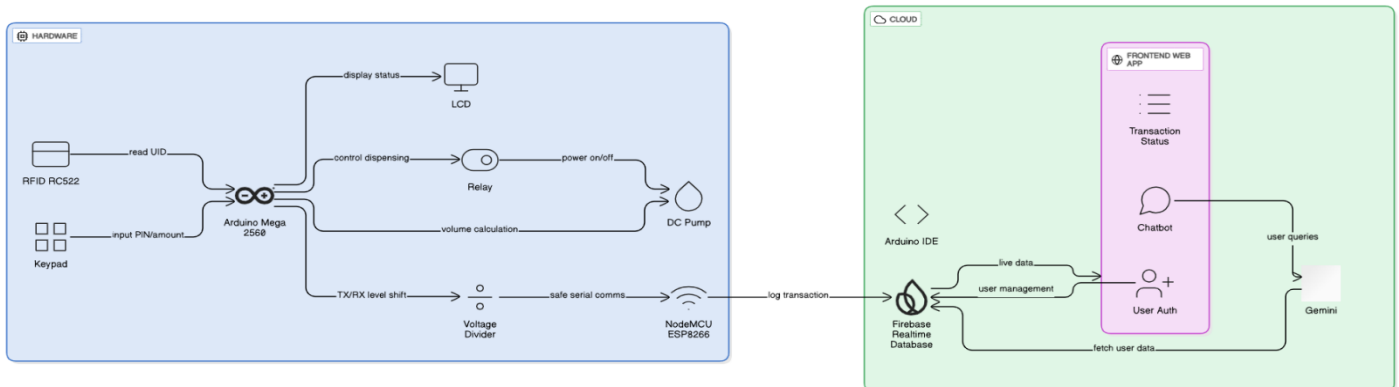 HARDWARE
display status
LCD
read UID
RFID RC522
control dispensing
Relay
power on/off
Arduino Mega
2560
DC Pump
input PIN/amount
Keypad
volume calculation
TX/RX level shift
Voltage
Divider
safe serial comms
NodeMCU
ESP8266
log transaction
CLOUD
FRONTEND WEB
APP
Transaction
Status
Chatbot
user queries
Arduino IDE
live data
user management
Firebase
Realtime
Database
User Auth
Gemini
fetch user data